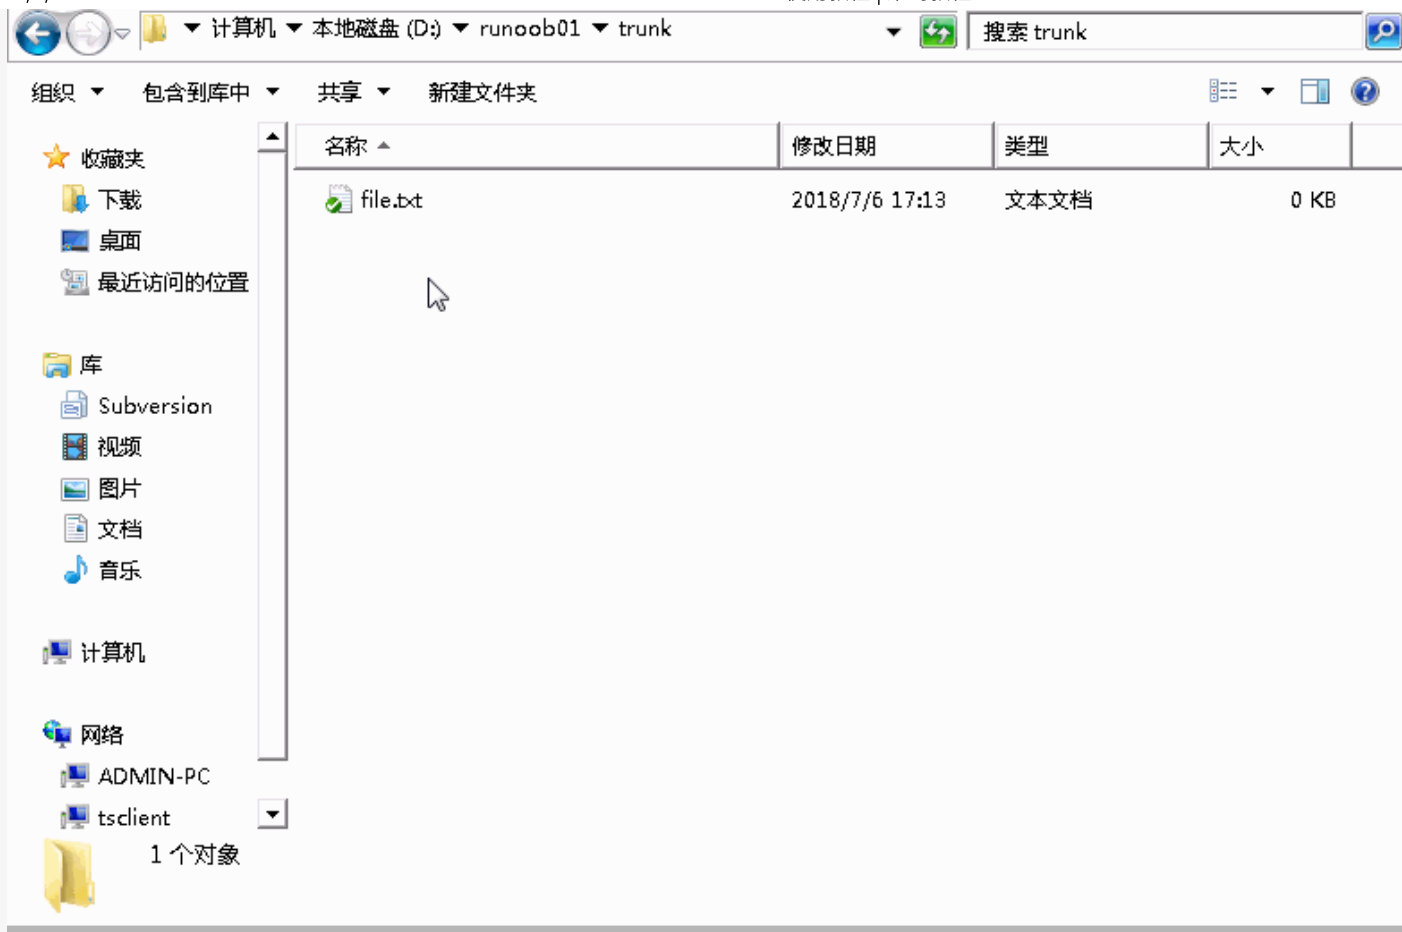 计算机 本地磁盘 (D:) runoob01 trunk 搜索 trunk
组织 包含到库中 共享 新建文件夹
名称 修改日期 类型 大小
收藏夹
file.txt 2018/7/6 17:13 文本文档 0 KB
下载
桌面
最近访问的位置
库
Subversion
视频
图片
文档
音乐
计算机
网络
ADMIN-PC
tsclient
1 个对象